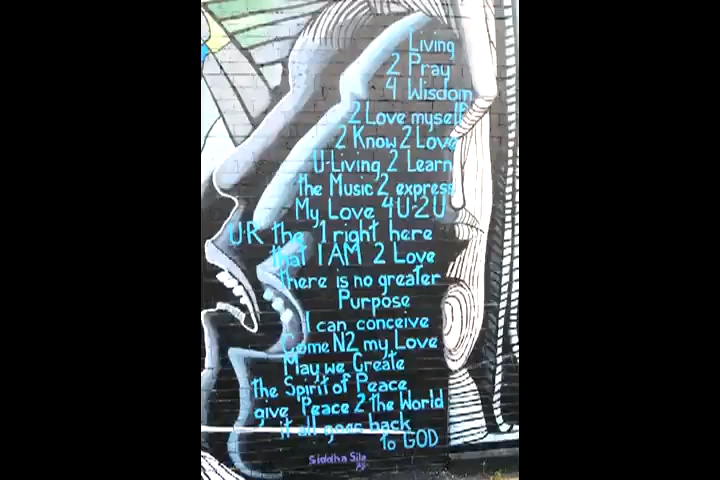 Living
2 Pray
4 Wisdom
2 Love myself
2 Know 2 Love
U·Living 2 Learn
the Music 2 express
My Love 4U·2U
U·R the 1 right here
that I AM 2 Love
there is no greater
Purpose
I can conceive
Come N2 my Love
May we Create
the Spirit of Peace
give Peace 2 the World
it all goes back
to GOD
Siddha Sila